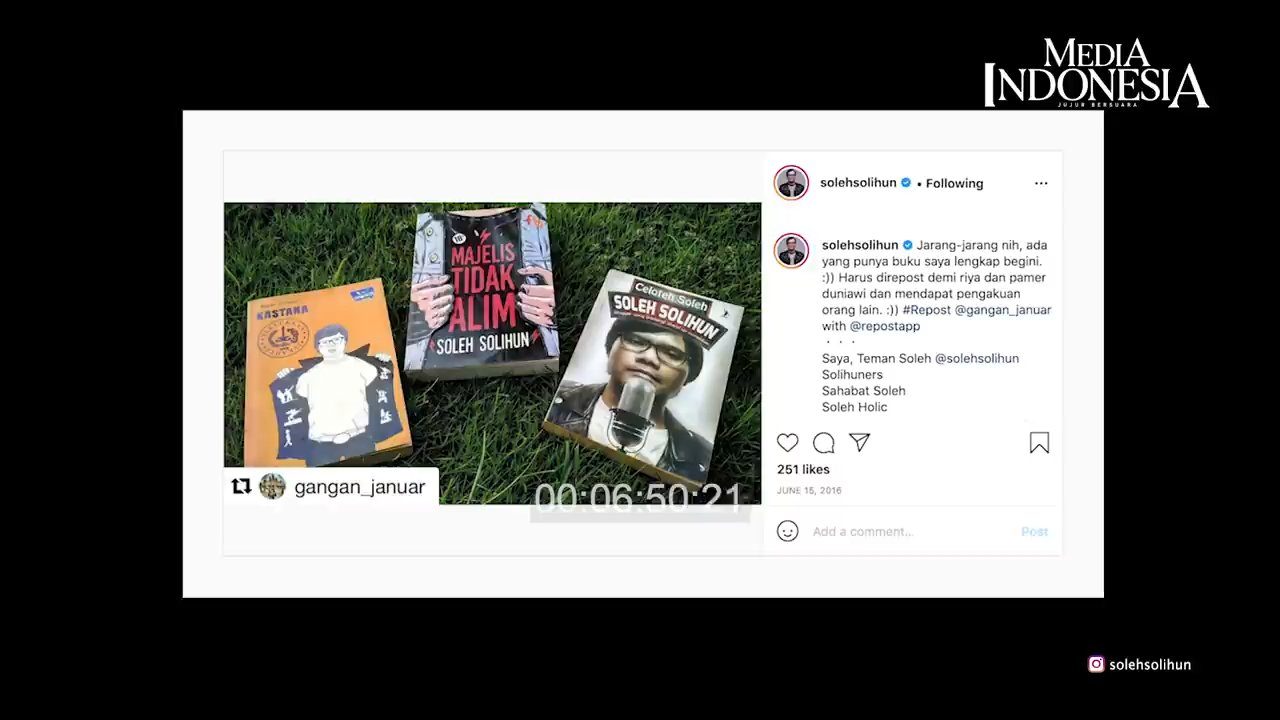 MEDIA
INDONESIA
JUJUR BERSUARA
solehsolihun • Following
solehsolihun Jarang-jarang nih, ada
yang punya buku saya lengkap begini.
:)) Harus direpost demi riya dan pamer
duniawi dan mendapat pengakuan
orang lain. :)) #Repost @gangan_januar
with @repostapp
・・・
Saya, Teman Soleh @solehsolihun
Solihuners
Sahabat Soleh
Soleh Holic
251 likes
JUNE 15, 2016
Add a comment...
Post
KASTANA
MAJELIS
TIDAK
ALIM
SOLEH SOLIHUN
Celoteh Soleh
SOLEH SOLIHUN
gangan_januar
00:06:50:21
solehsolihun